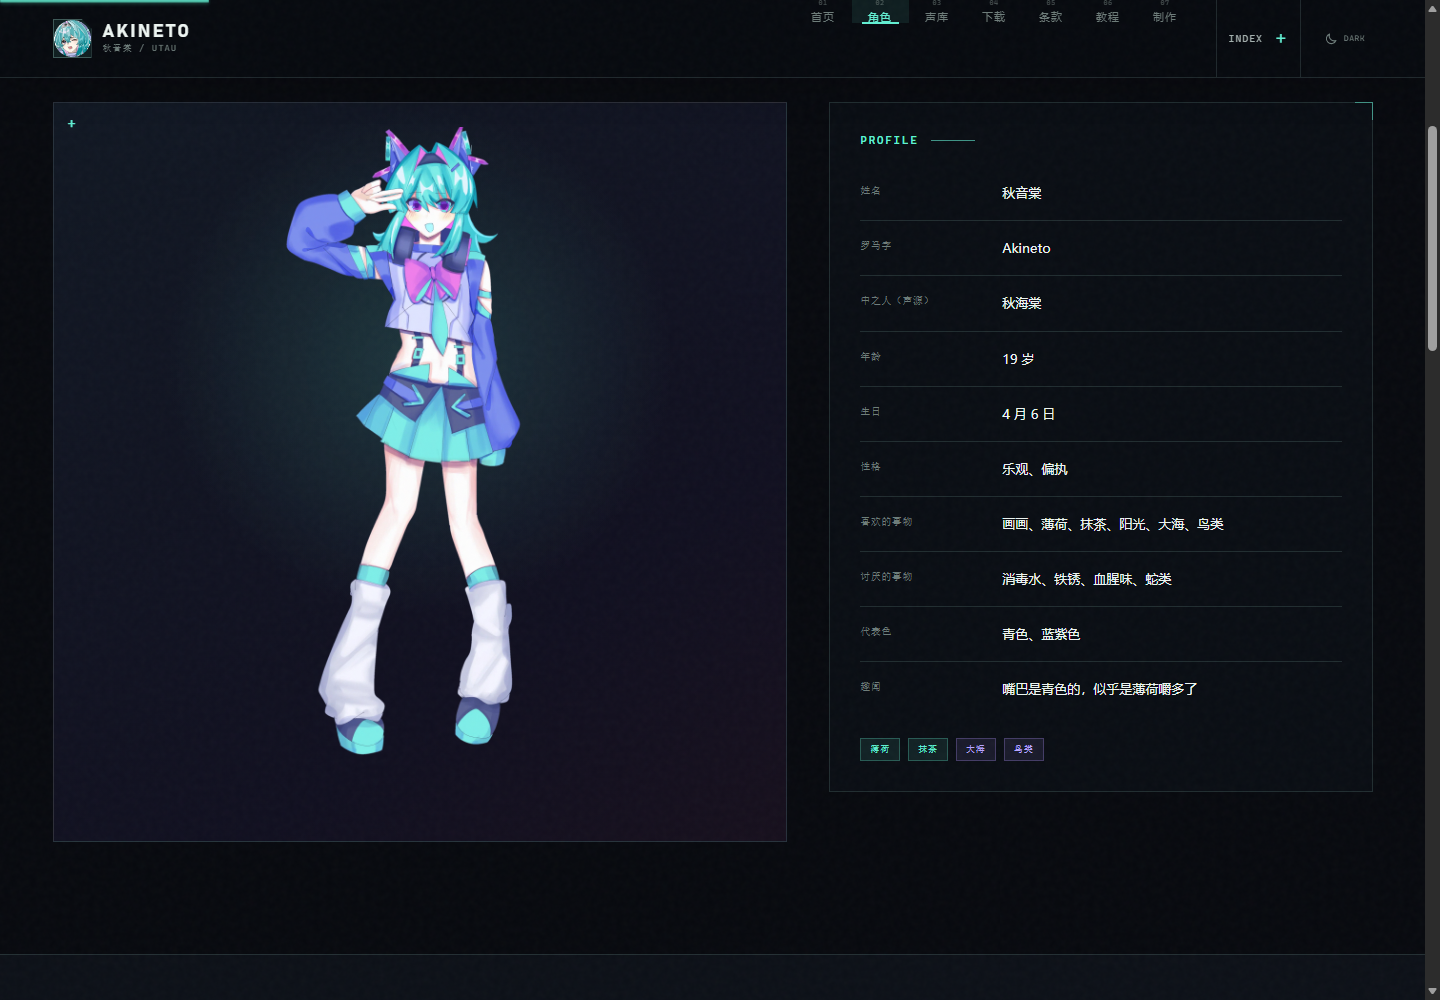 AKINETO
秋音棠 / UTAU
01 02 03 04 05 06 07
首页 角色 声库 下载 条款 教程 制作
INDEX +
DARK
+
PROFILE
姓名 秋音棠
罗马字 Akineto
中之人（声源） 秋海棠
年龄 19 岁
生日 4 月 6 日
性格 乐观、偏执
喜欢的事物 画画、薄荷、抹茶、阳光、大海、鸟类
讨厌的事物 消毒水、铁锈、血腥味、蛇类
代表色 青色、蓝紫色
趣闻 嘴巴是青色的，似乎是薄荷嚼多了
薄荷 抹茶 大海 鸟类